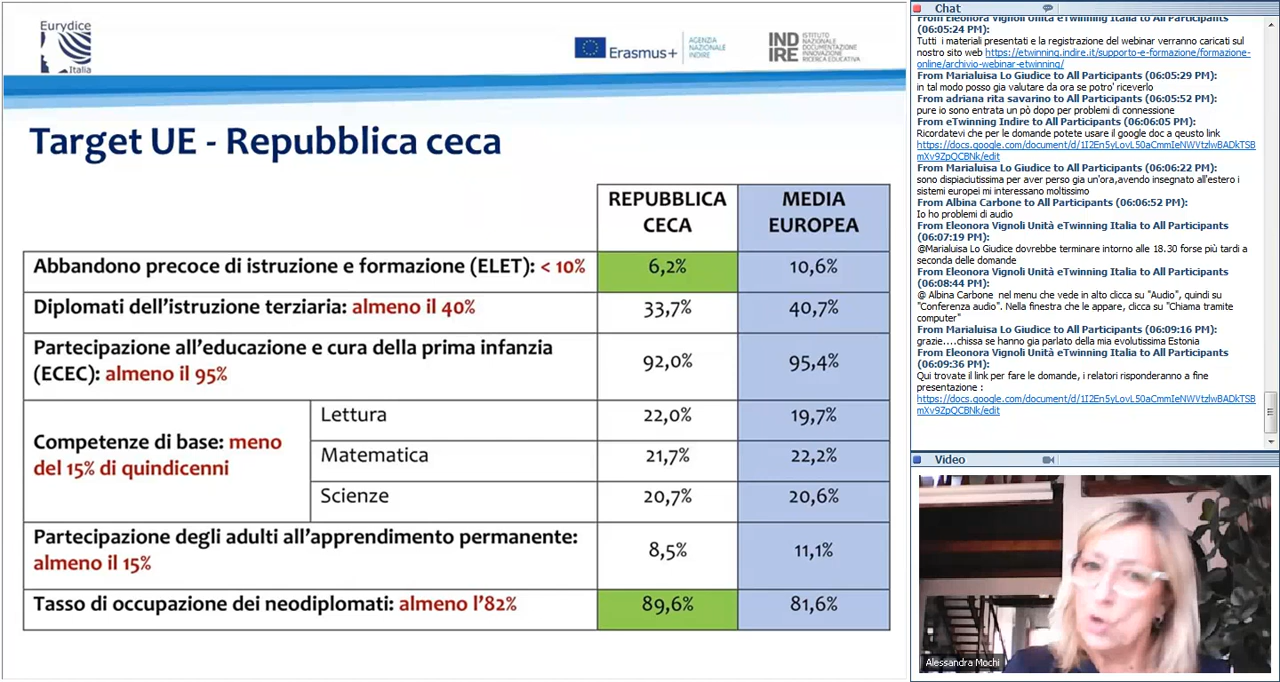 Eurydice
Italia
Erasmus+
AGENZIA
NAZIONALE
INDIRE
IND
IRE
ISTITUTO
NAZIONALE
DOCUMENTAZIONE
INNOVAZIONE
RICERCA EDUCATIVA
Target UE - Repubblica ceca
REPUBBLICA
CECA
MEDIA
EUROPEA
Abbandono precoce di istruzione e formazione (ELET): < 10% 6,2% 10,6%
Diplomati dell'istruzione terziaria: almeno il 40% 33,7% 40,7%
Partecipazione all'educazione e cura della prima infanzia
(ECEC): almeno il 95% 92,0% 95,4%
Competenze di base: meno
del 15% di quindicenni
Lettura 22,0% 19,7%
Matematica 21,7% 22,2%
Scienze 20,7% 20,6%
Partecipazione degli adulti all'apprendimento permanente:
almeno il 15% 8,5% 11,1%
Tasso di occupazione dei neodiplomati: almeno l'82% 89,6% 81,6%
Chat
From Eleonora Vignoli Unità eTwinning Italia to All Participants
(06:05:24 PM):
Tutti i materiali presentati e la registrazione del webinar verranno caricati sul
nostro sito web https://etwinning.indire.it/supporto-e-formazione/formazione-
online/archivio-webinar-etwinning/
From Marialuisa Lo Giudice to All Participants (06:05:29 PM):
in tal modo posso gia valutare da ora se potro' riceverlo
From adriana rita savarino to All Participants (06:05:52 PM):
pure io sono entrata un pò dopo per problemi di connessione
From eTwinning Indire to All Participants (06:06:05 PM):
Ricordatevi che per le domande potete usare il google doc a qeusto link
https://docs.google.com/document/d/1I2En5yLovL50aCmmIeNWVtzlwBADkTSB
mXv9ZpQCBNk/edit
From Marialuisa Lo Giudice to All Participants (06:06:22 PM):
sono dispiaciutissima per aver perso gia un'ora,avendo insegnato all'estero i
sistemi europei mi interessano moltissimo
From Albina Carbone to All Participants (06:06:52 PM):
Io ho problemi di audio
From Eleonora Vignoli Unità eTwinning Italia to All Participants
(06:07:19 PM):
@Marialuisa Lo Giudice dovrebbe terminare intorno alle 18.30 forse più tardi a
seconda delle domande
From Eleonora Vignoli Unità eTwinning Italia to All Participants
(06:08:44 PM):
@ Albina Carbone nel menu che vede in alto clicca su "Audio", quindi su
"Conferenza audio". Nella finestra che le appare, clicca su "Chiama tramite
computer"
From Marialuisa Lo Giudice to All Participants (06:09:16 PM):
grazie....chissa se hanno gia parlato della mia evolutissima Estonia
From Eleonora Vignoli Unità eTwinning Italia to All Participants
(06:09:36 PM):
Qui trovate il link per fare le domande, i relatori risponderanno a fine
presentazione :
https://docs.google.com/document/d/1I2En5yLovL50aCmmIeNWVtzlwBADkTSB
mXv9ZpQCBNk/edit
Video
Alessandra Mochi